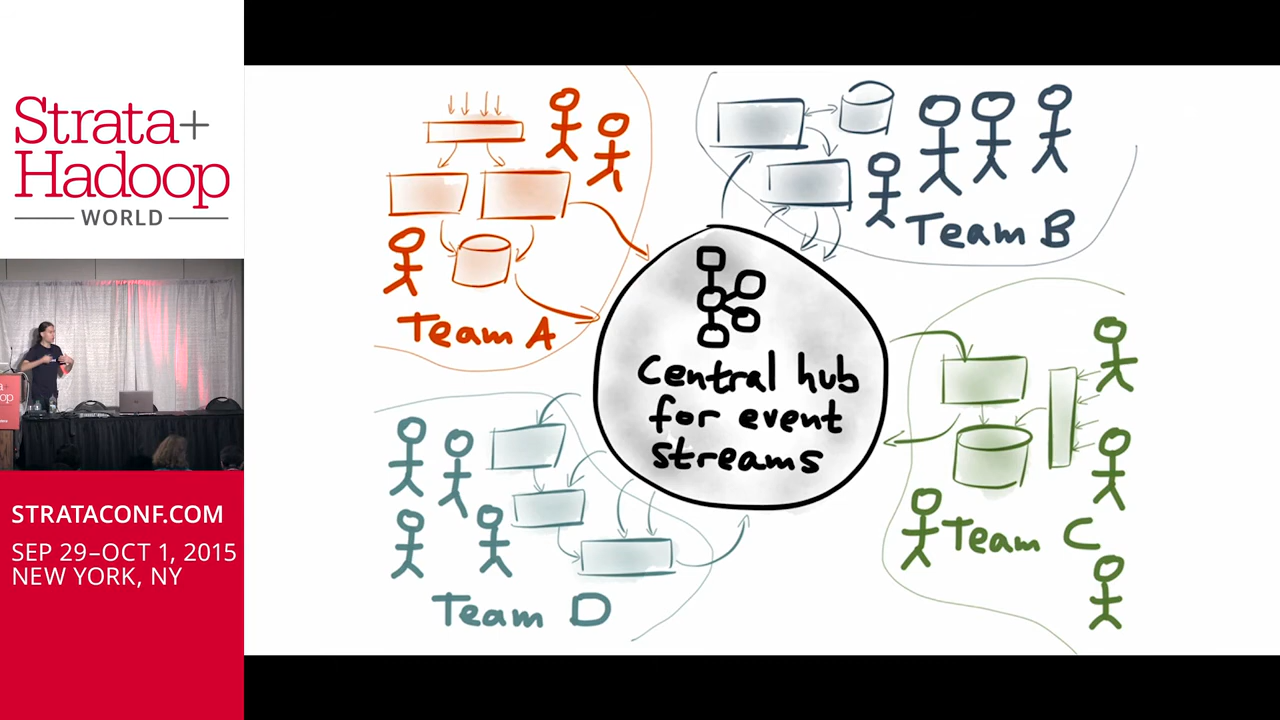 Strata+
Hadoop
WORLD
STRATACONF.COM
SEP 29–OCT 1, 2015
NEW YORK, NY
Team A
Team B
Central hub
for event
streams
Team C
Team D